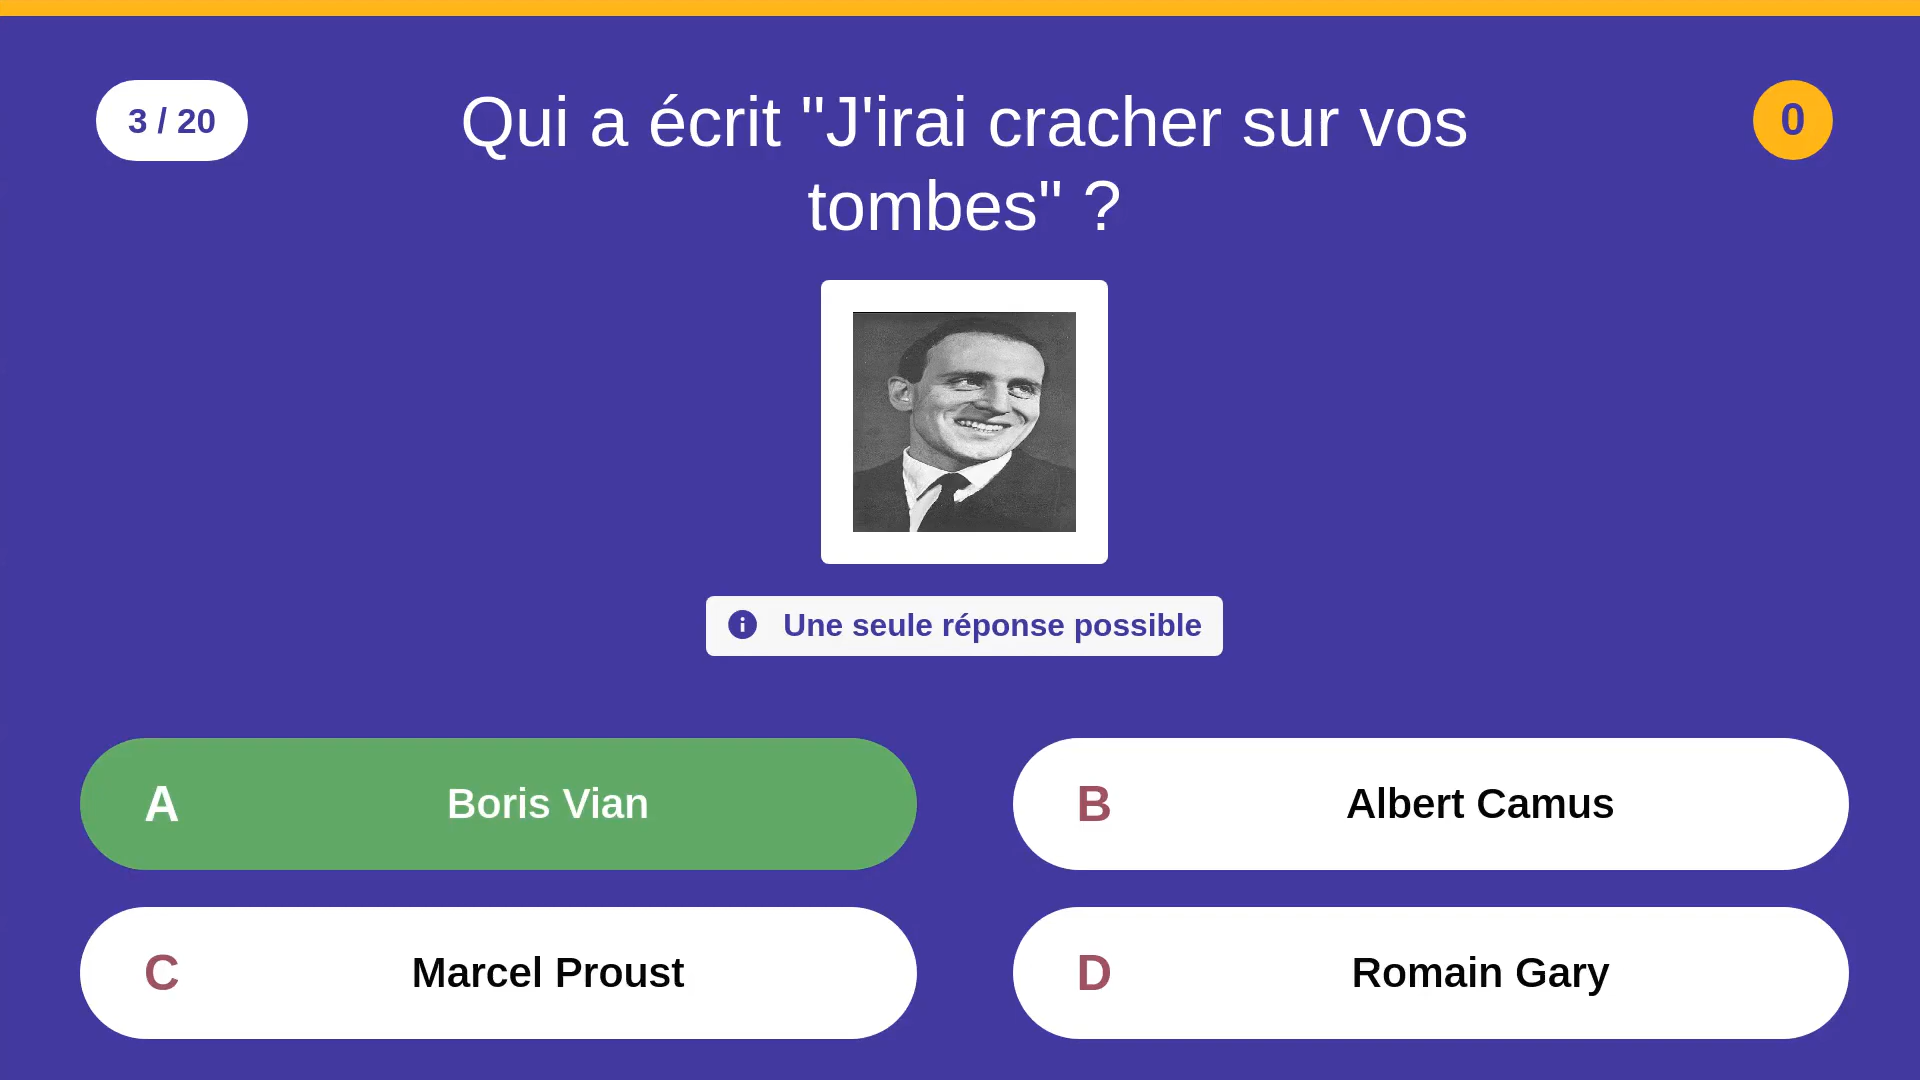 3 / 20
Qui a écrit "J'irai cracher sur vos
tombes" ?
0
Une seule réponse possible
A Boris Vian
B Albert Camus
C Marcel Proust
D Romain Gary